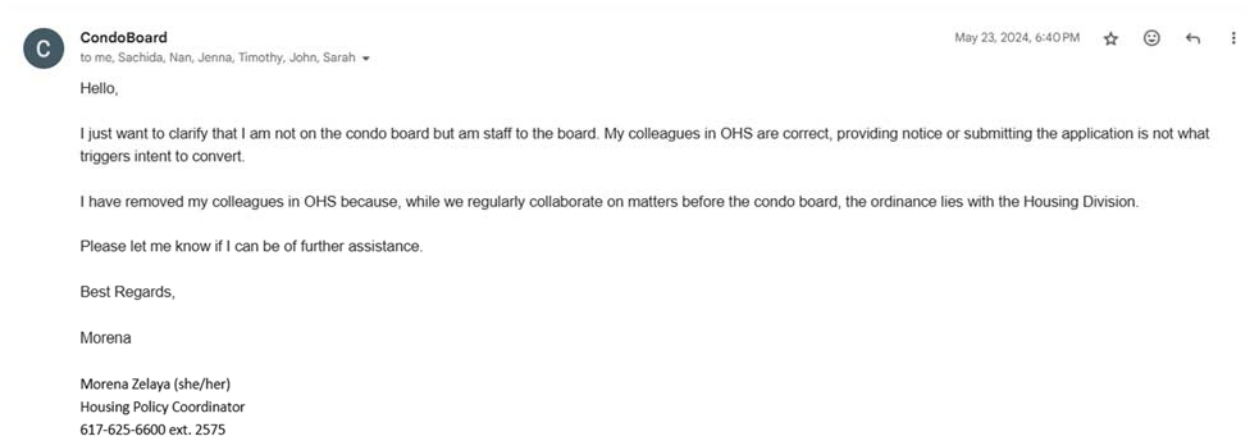 C
CondoBoard
May 23, 2024, 6:40 PM
to me, Sachida, Nan, Jenna, Timothy, John, Sarah
Hello,
I just want to clarify that I am not on the condo board but am staff to the board. My colleagues in OHS are correct, providing notice or submitting the application is not what
triggers intent to convert.
I have removed my colleagues in OHS because, while we regularly collaborate on matters before the condo board, the ordinance lies with the Housing Division.
Please let me know if I can be of further assistance.
Best Regards,
Morena
Morena Zelaya (she/her)
Housing Policy Coordinator
617-625-6600 ext. 2575